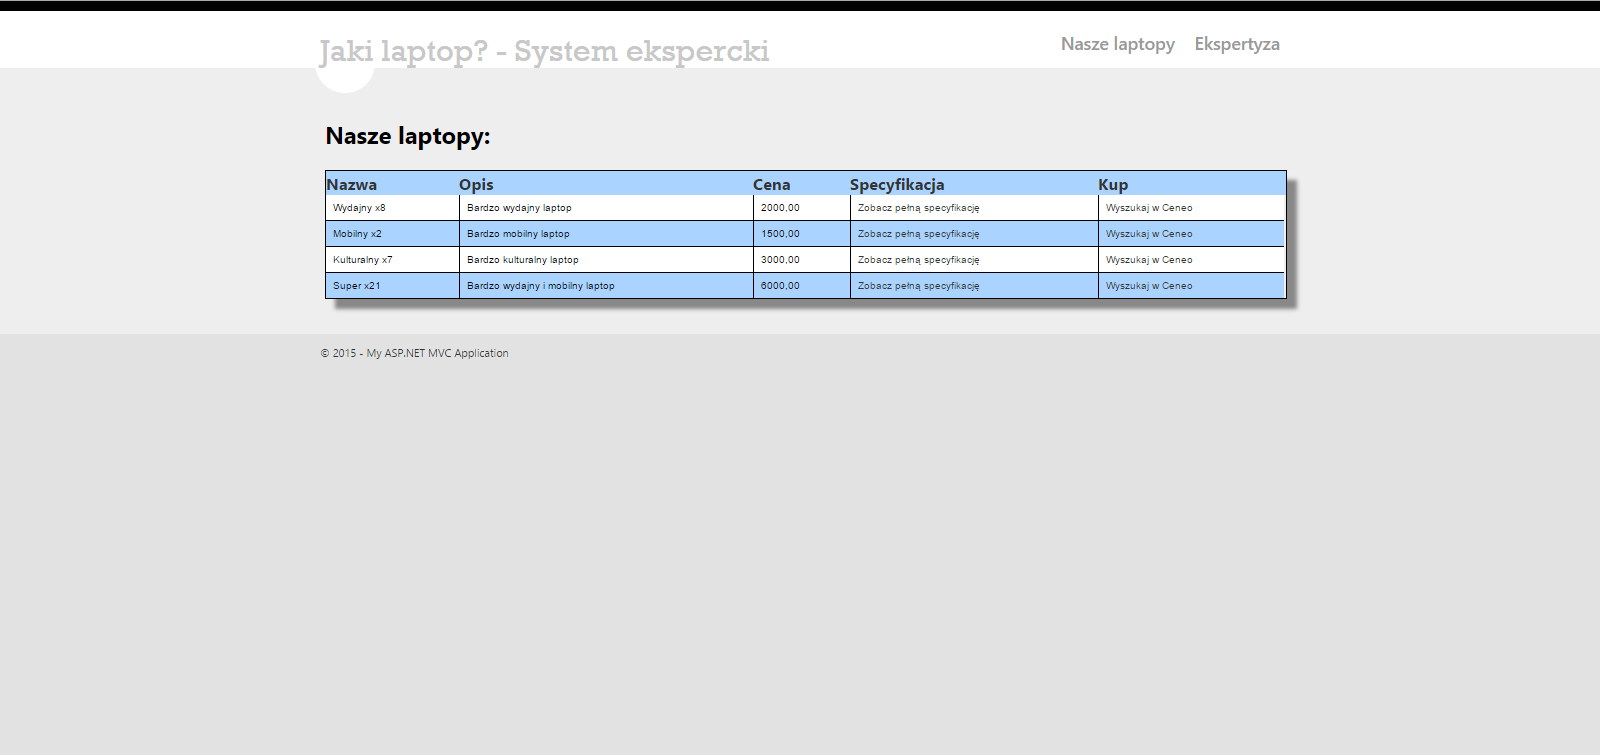 Jaki laptop? - System ekspercki
Nasze laptopy Ekspertyza
Nasze laptopy:
Nazwa Opis Cena Specyfikacja Kup
Wydajny x8 Bardzo wydajny laptop 2000,00 Zobacz pełną specyfikację Wyszukaj w Ceneo
Mobilny x2 Bardzo mobilny laptop 1500,00 Zobacz pełną specyfikację Wyszukaj w Ceneo
Kulturalny x7 Bardzo kulturalny laptop 3000,00 Zobacz pełną specyfikację Wyszukaj w Ceneo
Super x21 Bardzo wydajny i mobilny laptop 6000,00 Zobacz pełną specyfikację Wyszukaj w Ceneo
© 2015 - My ASP.NET MVC Application